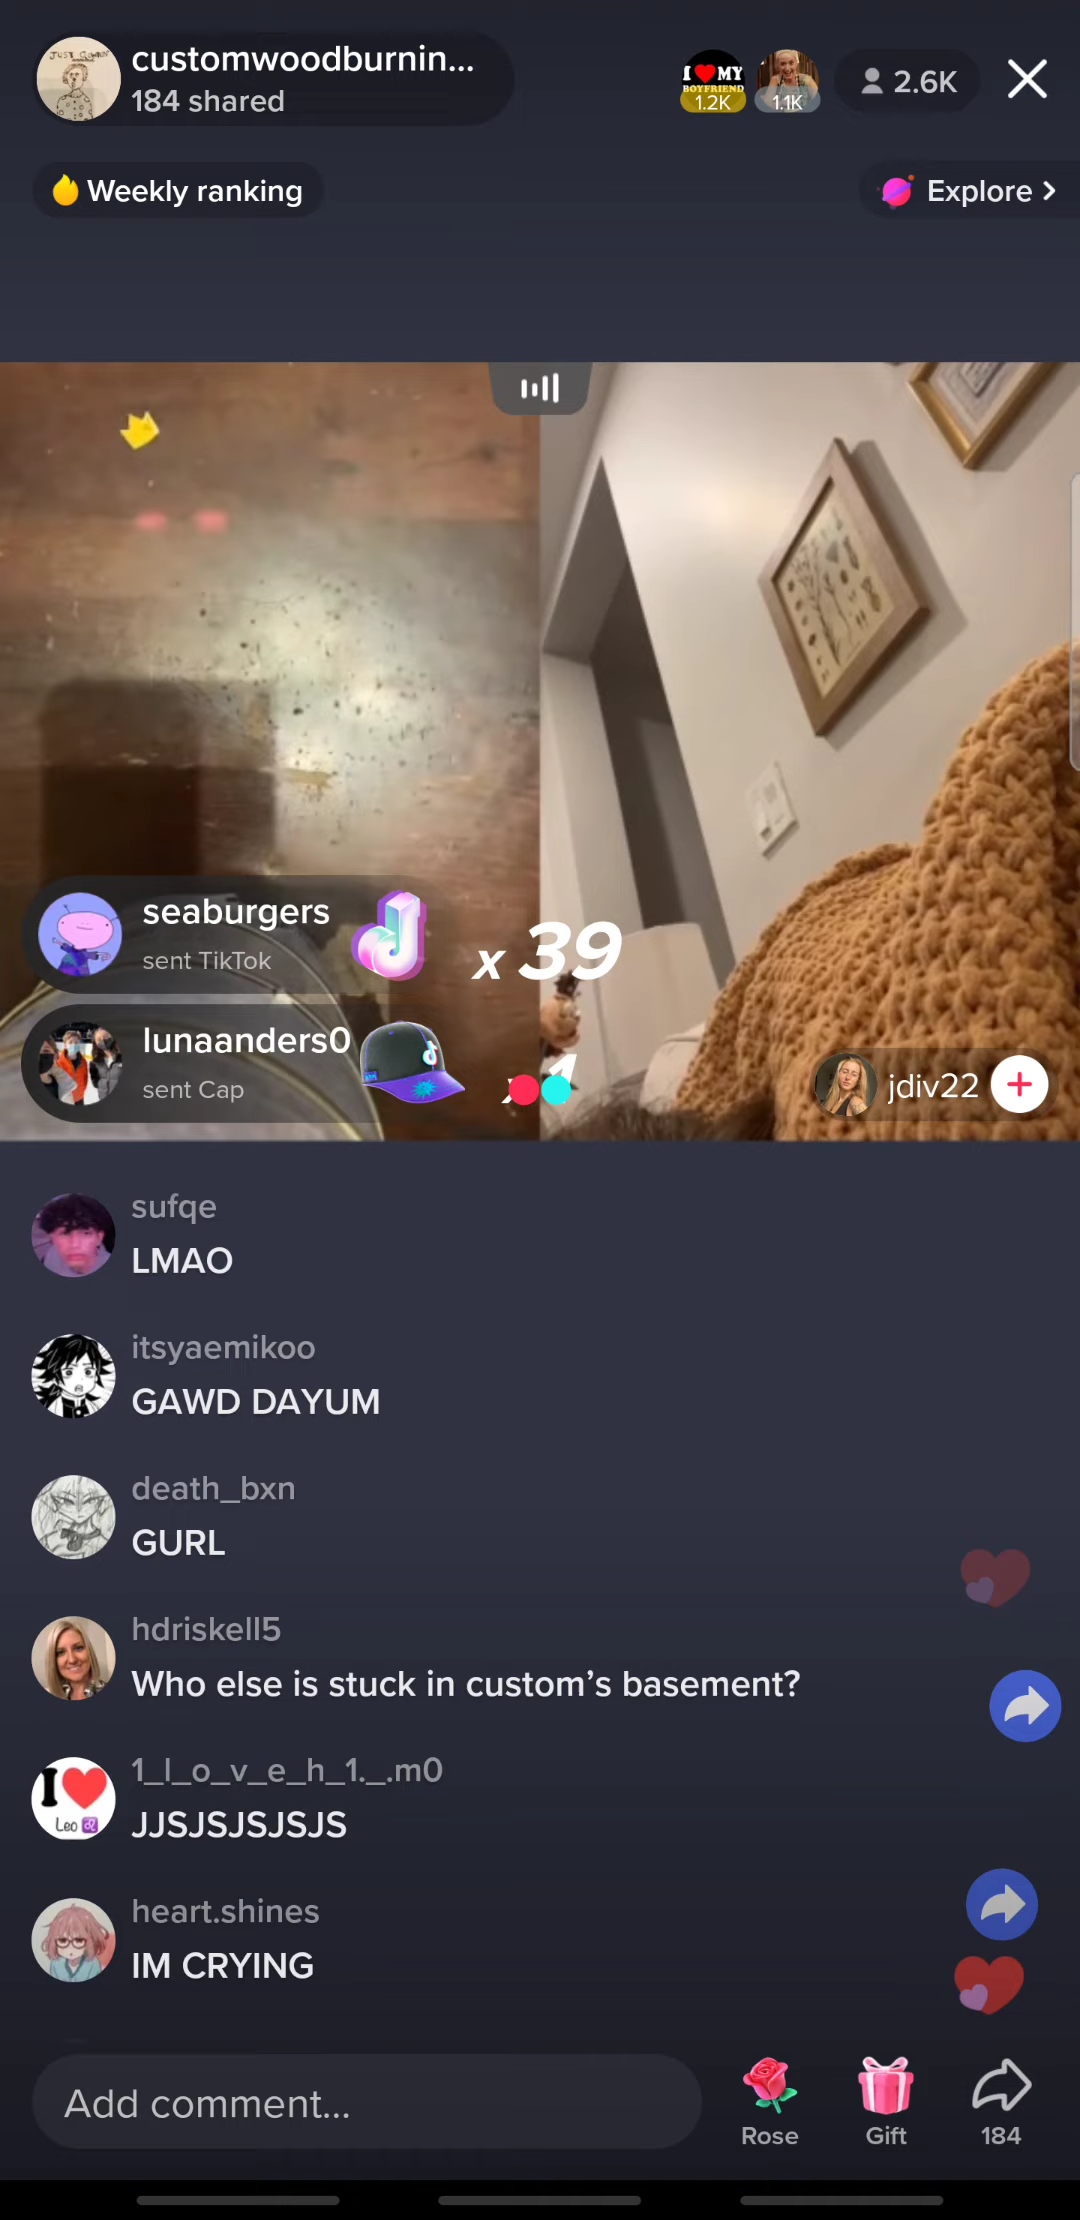 customwoodburnin...
184 shared
I ❤ MY
BOYFRIEND
1.2K
1.1K
2.6K
Weekly ranking
Explore
seaburgers
sent TikTok
x 39
lunaanders0
sent Cap
1
jdiv22
sufqe
LMAO
itsyaemikoo
GAWD DAYUM
death_bxn
GURL
hdriskell5
Who else is stuck in custom’s basement?
1_l_o_v_e_h_1._.m0
I ❤
Leo ♌
JJSJSJSJSJS
heart.shines
IM CRYING
Add comment...
Rose
Gift
184